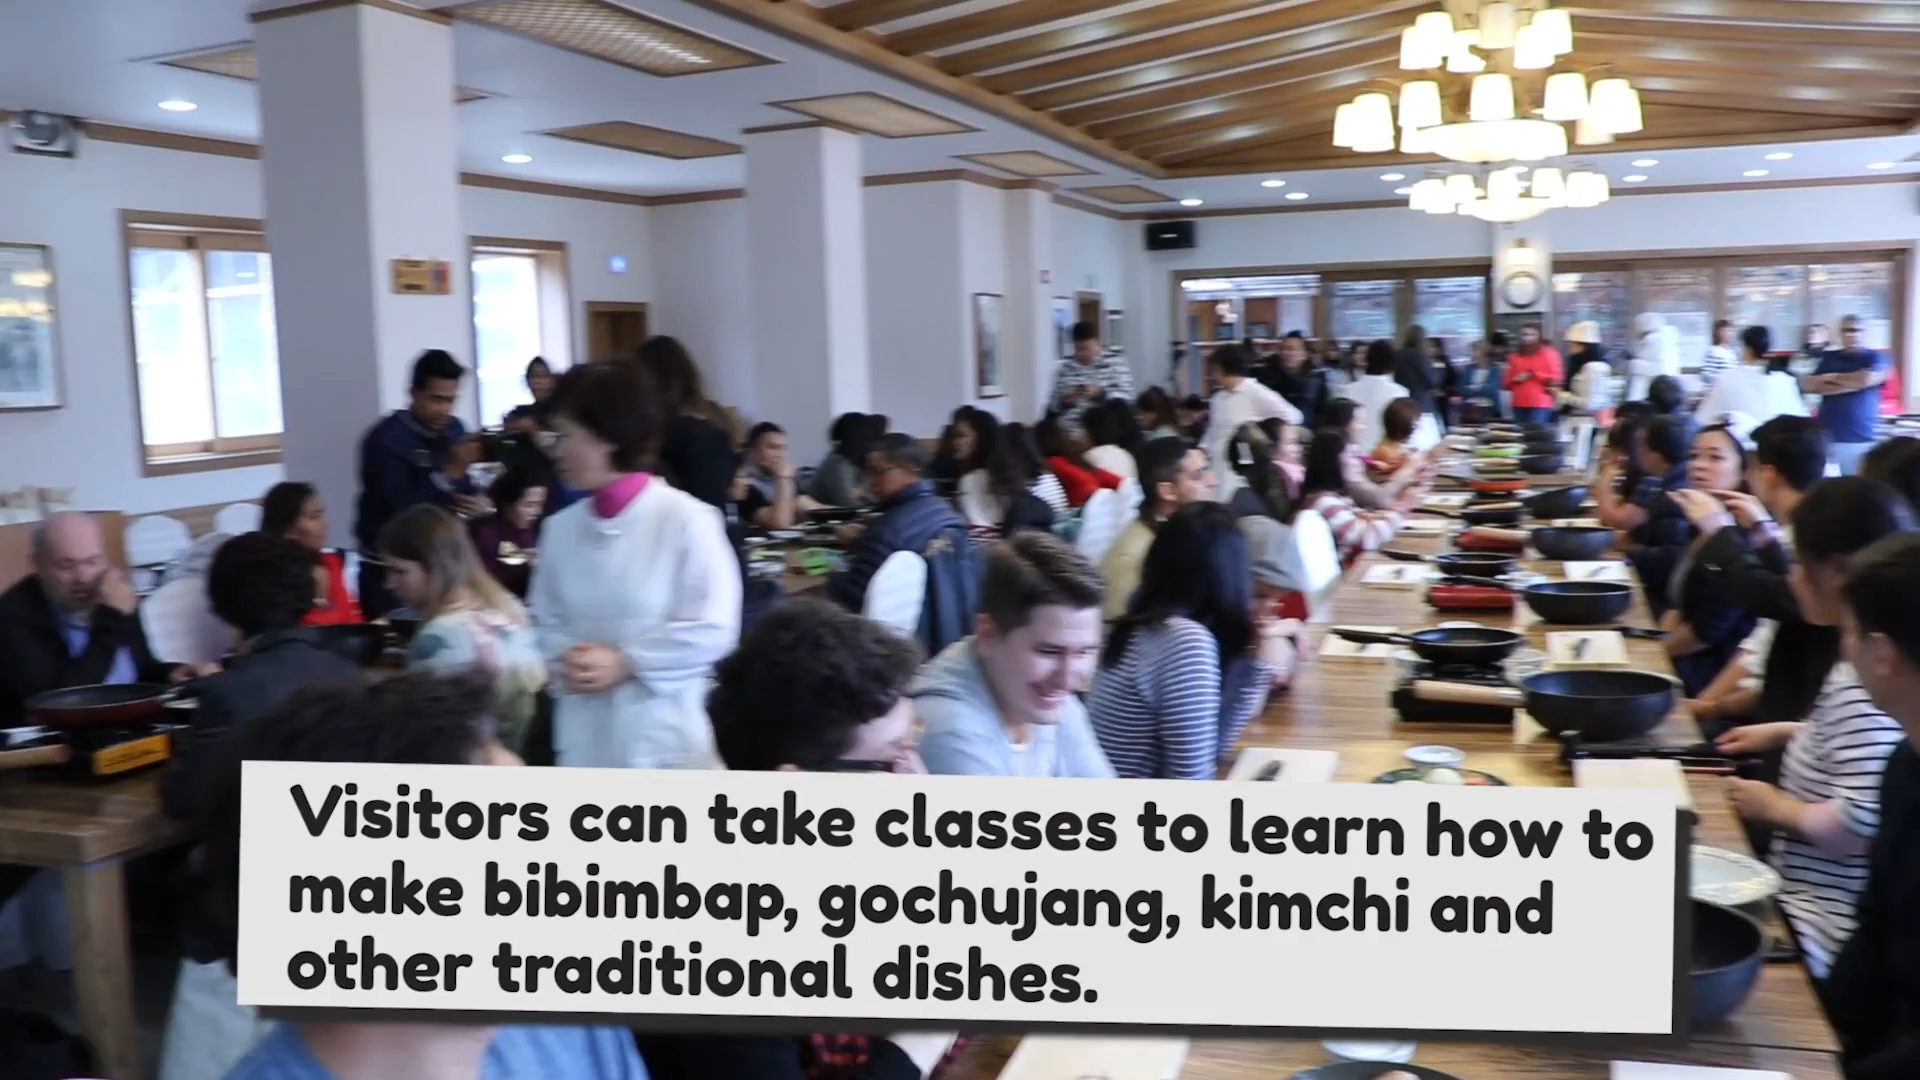 Visitors can take classes to learn how to
make bibimbap, gochujang, kimchi and
other traditional dishes.